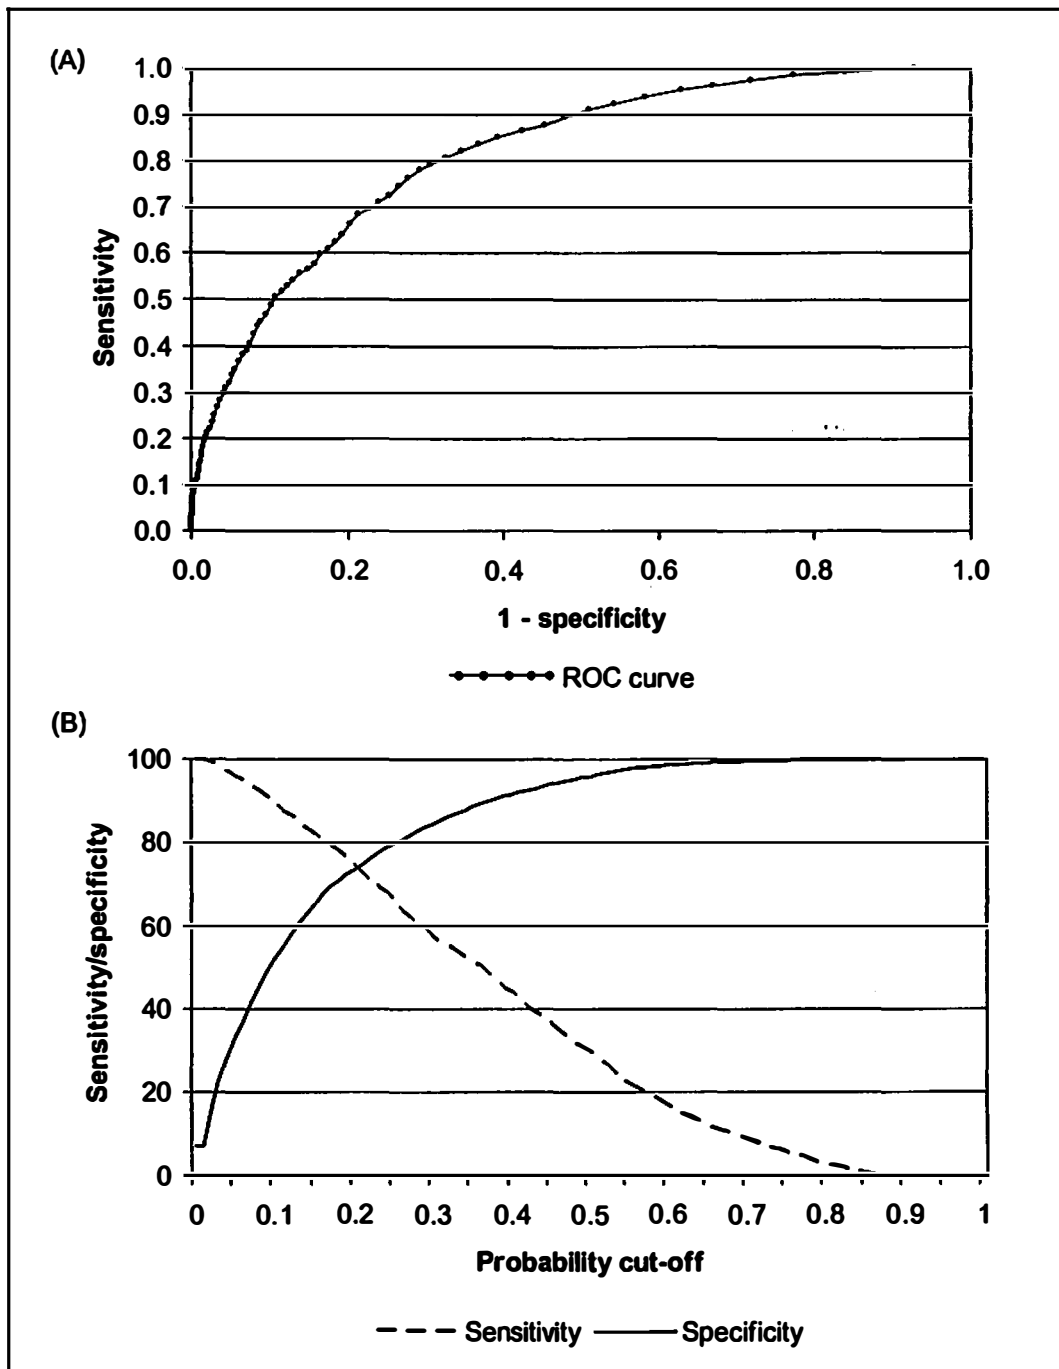 (A)
1.0
0.9
0.8
0.7
0.6
0.5
0.4
0.3
0.2
0.1
0.0
Sensitivity
0.0 0.2 0.4 0.6 0.8 1.0
1 - specificity
ROC curve
(B)
100
80
60
40
20
0
Sensitivity/specificity
0 0.1 0.2 0.3 0.4 0.5 0.6 0.7 0.8 0.9 1
Probability cut-off
Sensitivity Specificity